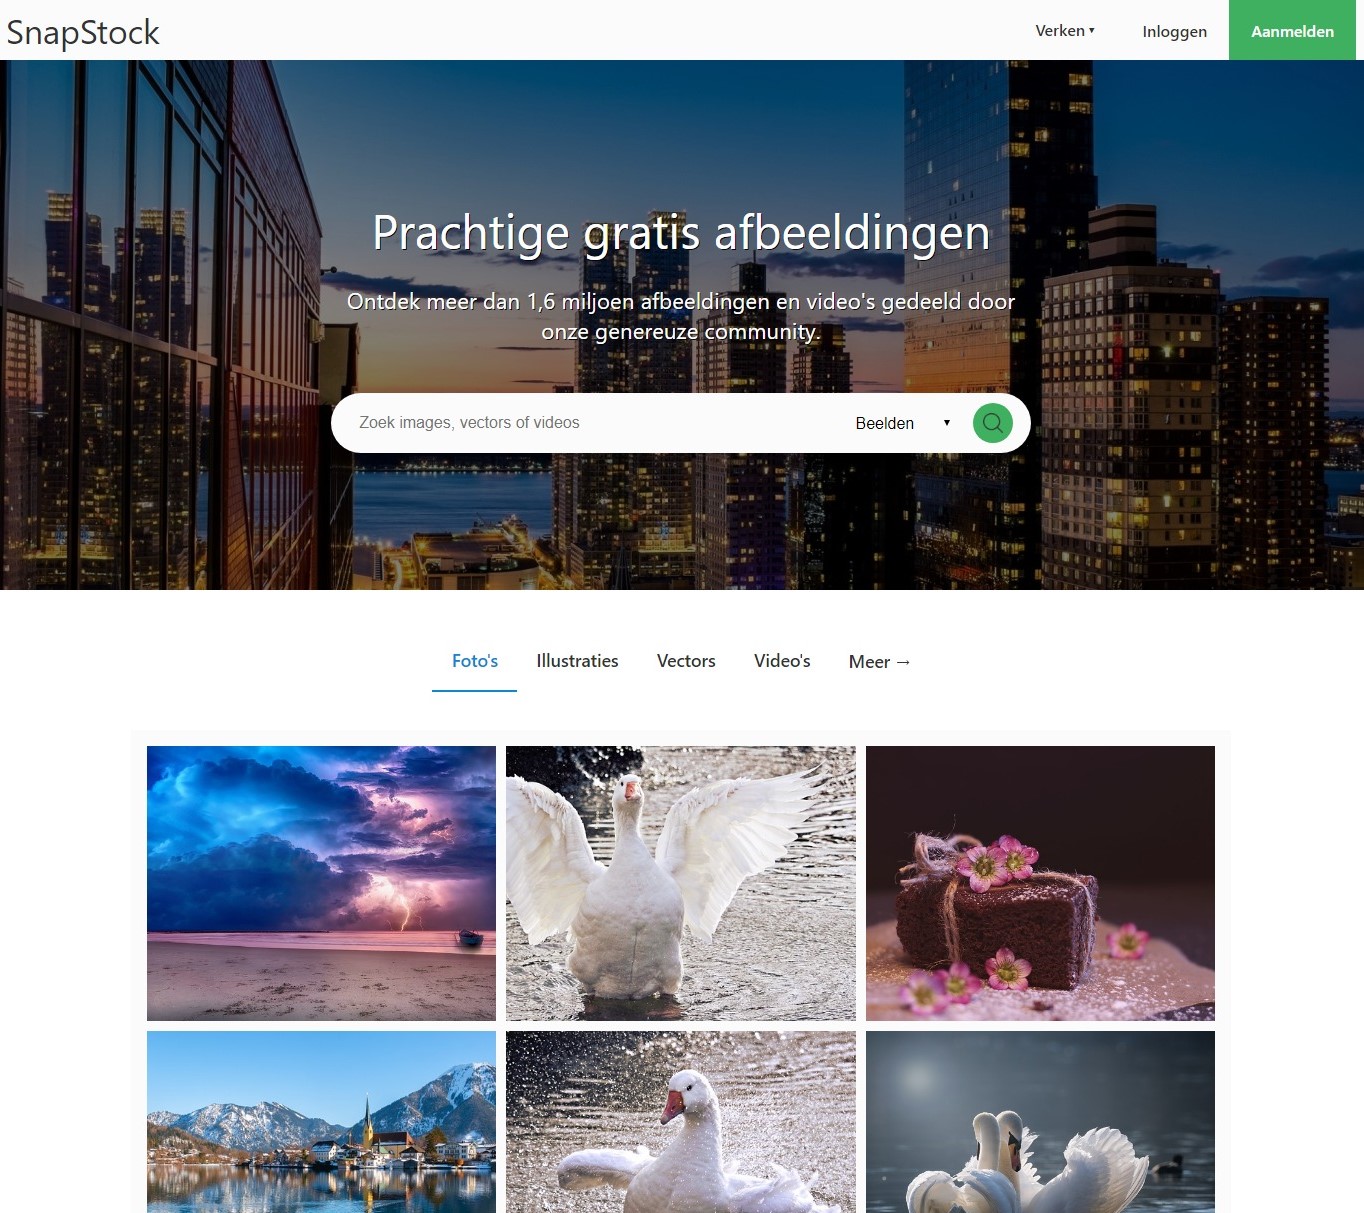 SnapStock
Verken ▾
Inloggen
Aanmelden
Prachtige gratis afbeeldingen
Ontdek meer dan 1,6 miljoen afbeeldingen en video's gedeeld door
onze genereuze community.
Zoek images, vectors of videos
Beelden ▾
Foto's
Illustraties
Vectors
Video's
Meer →